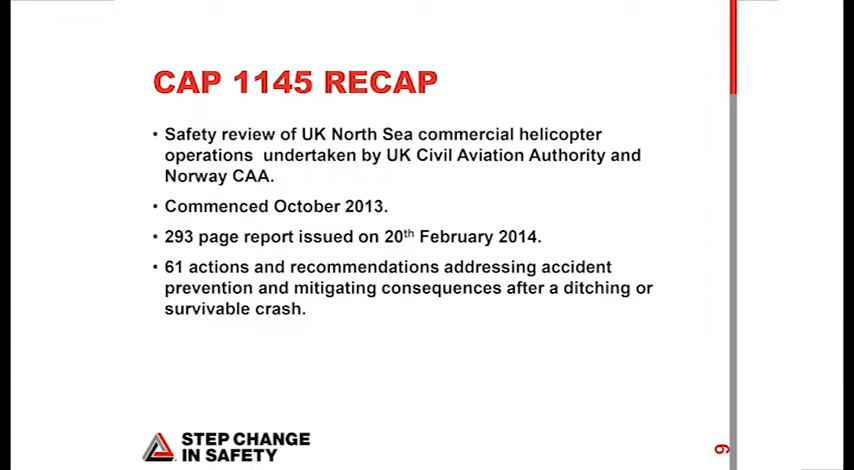 CAP 1145 RECAP
• Safety review of UK North Sea commercial helicopter
operations undertaken by UK Civil Aviation Authority and
Norway CAA.
• Commenced October 2013.
• 293 page report issued on 20th February 2014.
• 61 actions and recommendations addressing accident
prevention and mitigating consequences after a ditching or
survivable crash.
STEP CHANGE
IN SAFETY
9